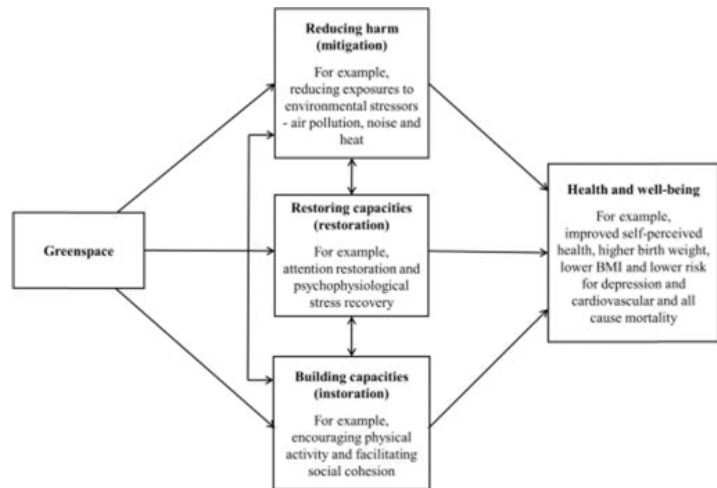 Reducing harm
(mitigation)
For example,
reducing exposures to
environmental stressors
- air pollution, noise and
heat
Greenspace
Restoring capacities
(restoration)
For example,
attention restoration and
psychophysiological
stress recovery
Building capacities
(instoration)
For example,
encouraging physical
activity and facilitating
social cohesion
Health and well-being
For example,
improved self-perceived
health, higher birth weight,
lower BMI and lower risk
for depression and
cardiovascular and all
cause mortality